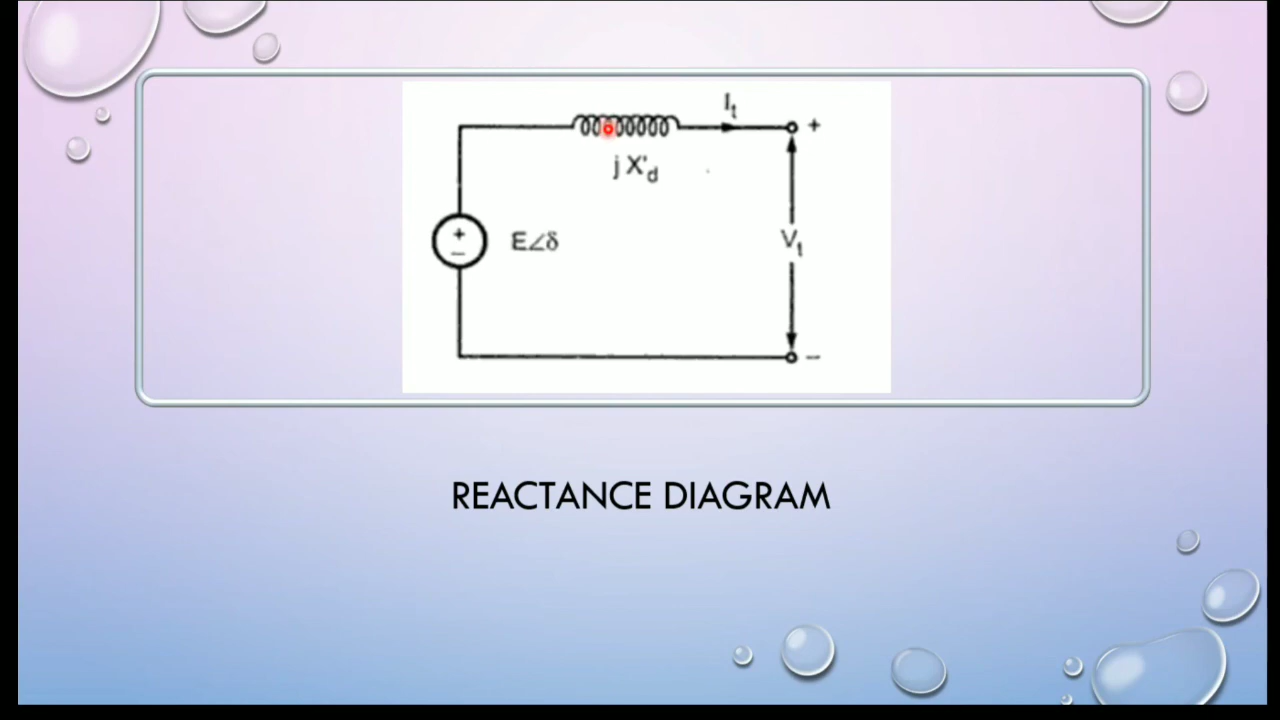 I_t
+
j X'_d
+
−
E∠δ
V_t
−
REACTANCE DIAGRAM